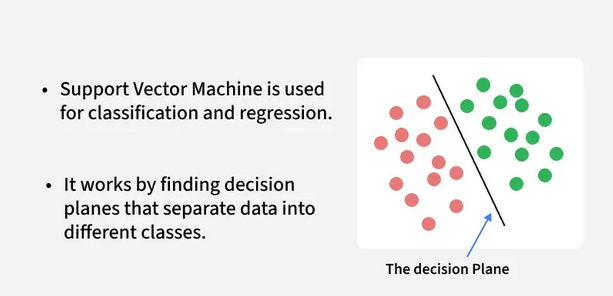 • Support Vector Machine is used
for classification and regression.
• It works by finding decision
planes that separate data into
different classes.
The decision Plane